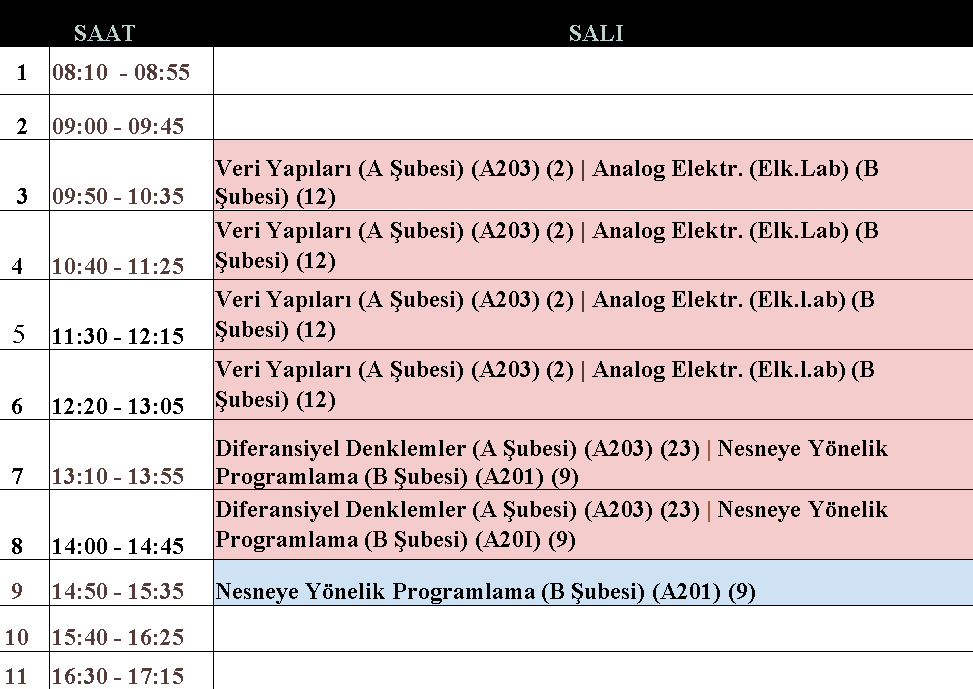 SAAT SALI
1 08:10 - 08:55
2 09:00 - 09:45
Veri Yapıları (A Şubesi) (A203) (2) | Analog Elektr. (Elk.Lab) (B
3 09:50 - 10:35 Şubesi) (12)
Veri Yapıları (A Şubesi) (A203) (2) | Analog Elektr. (Elk.Lab) (B
4 10:40 - 11:25 Şubesi) (12)
Veri Yapıları (A Şubesi) (A203) (2) | Analog Elektr. (Elk.l.ab) (B
5 11:30 - 12:15 Şubesi) (12)
Veri Yapıları (A Şubesi) (A203) (2) | Analog Elektr. (Elk.l.ab) (B
6 12:20 - 13:05 Şubesi) (12)
Diferansiyel Denklemler (A Şubesi) (A203) (23) | Nesneye Yönelik
7 13:10 - 13:55 Programlama (B Şubesi) (A201) (9)
Diferansiyel Denklemler (A Şubesi) (A203) (23) | Nesneye Yönelik
8 14:00 - 14:45 Programlama (B Şubesi) (A20I) (9)
9 14:50 - 15:35 Nesneye Yönelik Programlama (B Şubesi) (A201) (9)
10 15:40 - 16:25
11 16:30 - 17:15